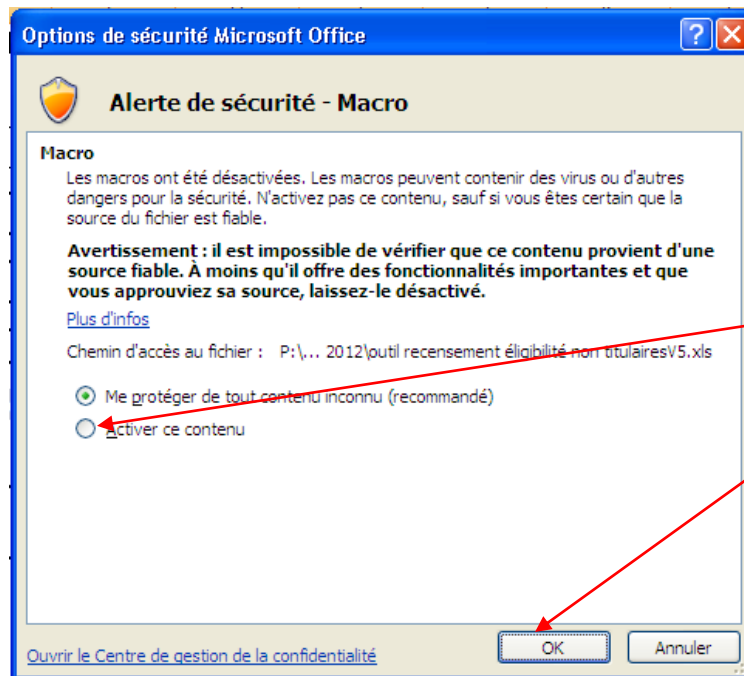 Options de sécurité Microsoft Office
Alerte de sécurité - Macro
Macro
Les macros ont été désactivées. Les macros peuvent contenir des virus ou d'autres
dangers pour la sécurité. N'activez pas ce contenu, sauf si vous êtes certain que la
source du fichier est fiable.
Avertissement : il est impossible de vérifier que ce contenu provient d'une
source fiable. À moins qu'il offre des fonctionnalités importantes et que
vous approuviez sa source, laissez-le désactivé.
Plus d'infos
Chemin d'accès au fichier : P:\... 2012\outil recensement éligibilité non titulairesV5.xls
Me protéger de tout contenu inconnu (recommandé)
Activer ce contenu
Ouvrir le Centre de gestion de la confidentialité
OK
Annuler